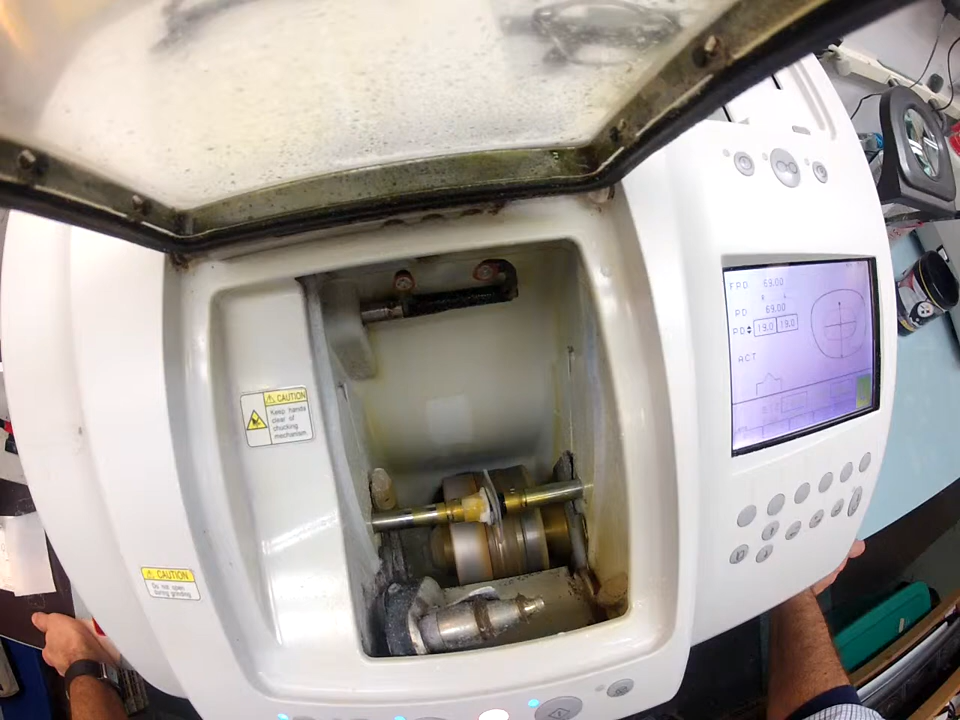 FPD 69.00
R L
PD 69.00
PD 19.0 19.0
ACT
CAUTION
Keep hands
clear of
chucking
mechanism.
CAUTION
Do not open
during grinding